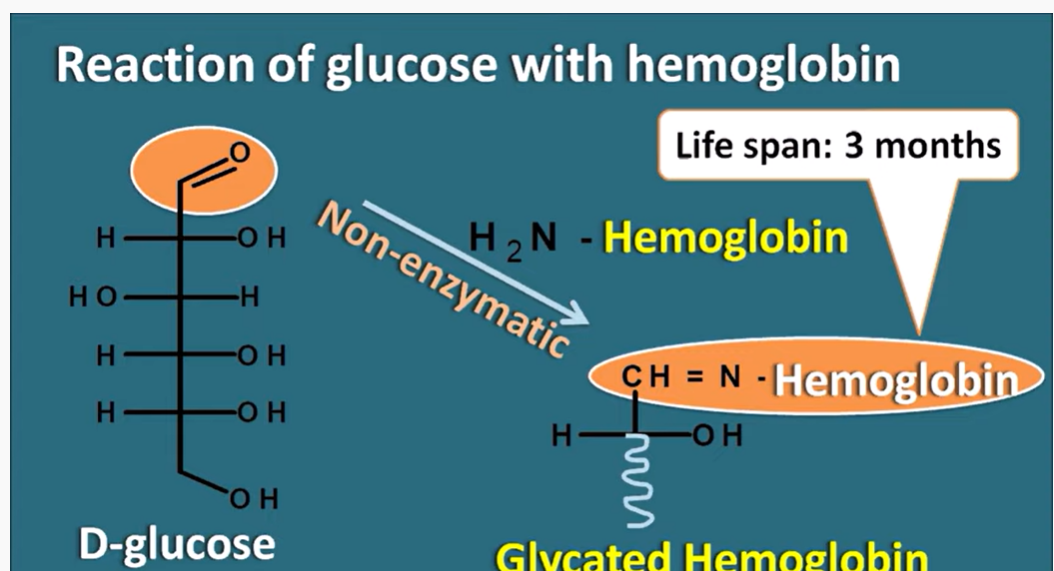 Reaction of glucose with hemoglobin
Life span: 3 months
O
H OH
HO H
H OH
H OH
OH
D-glucose
Non-enzymatic
H2N - Hemoglobin
CH = N - Hemoglobin
H OH
Glycated Hemoglobin